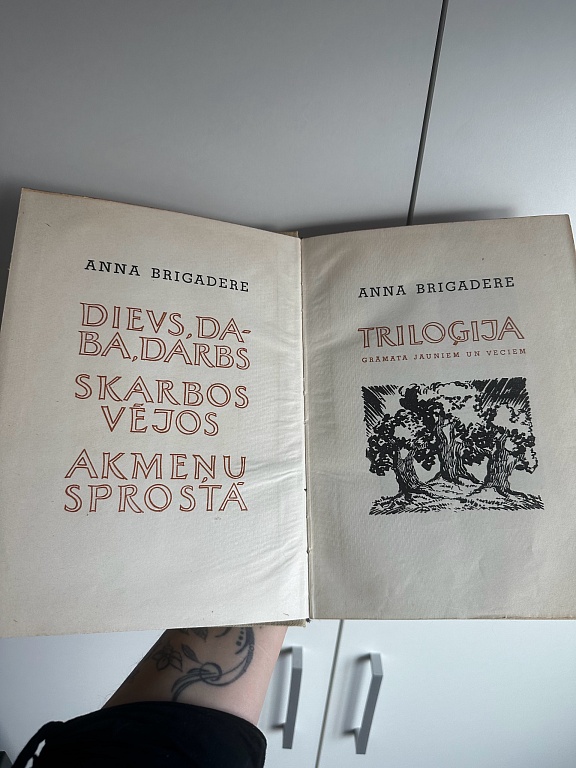 ANNA BRIGADERE
DIEVS, DA-
BA, DARBS
SKARBOS
VĒJOS
AKMEŅU
SPROSTĀ
ANNA BRIGADERE
TRILOĢIJA
GRĀMATA JAUNIEM UN VECIEM